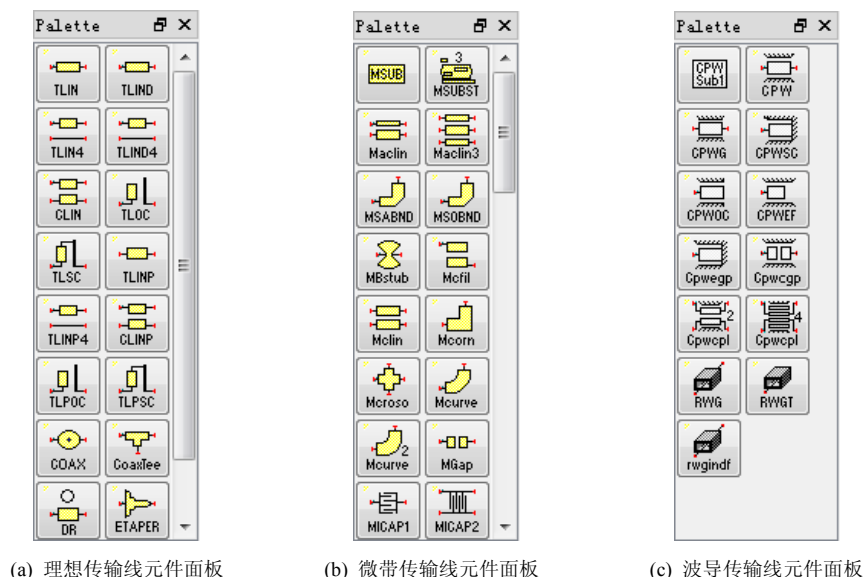 Palette
TLIN TLIND
TLIN4 TLIND4
CLIN TLOC
TLSC TLINP
TLINP4 CLINP
TLPOC TLPSC
COAX CoaxTee
DR ETAPER
(a) 理想传输线元件面板
Palette
MSUB 3 MSUBST
Maclin Maclin3
MSABND MSOBND
MBstub Mcfil
Mclin Mcorn
Mcroso Mcurve
2 Mcurve MGap
MICAP1 MICAP2
(b) 微带传输线元件面板
Palette
CPW Sub1 CPW
CPWG CPWSC
CPWOC CPWEF
Cpwegp Cpwcgp
2 Cpwcpl 4 Cpwcpl
RWG RWGT
rwgindf
(c) 波导传输线元件面板